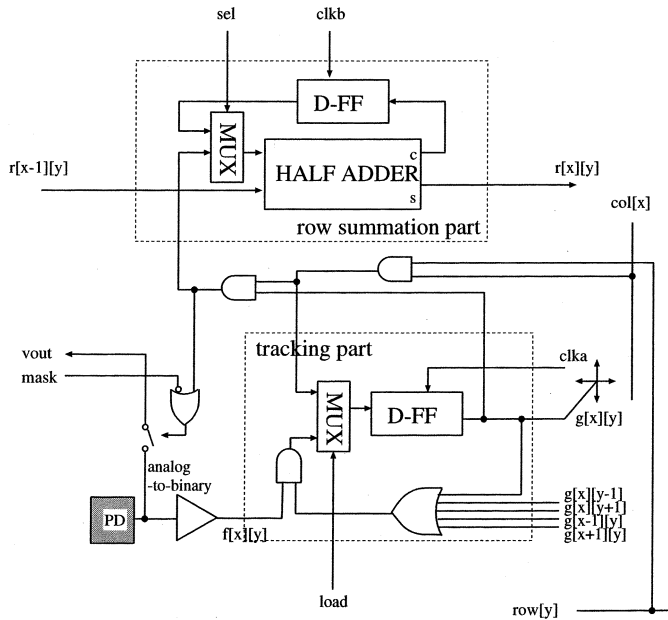 sel
clkb
D-FF
MUX
HALF ADDER
c
s
r[x-1][y]
r[x][y]
row summation part
col[x]
vout
mask
tracking part
clka
MUX
D-FF
g[x][y]
analog
-to-binary
PD
f[x][y]
g[x][y-1]
g[x][y+1]
g[x-1][y]
g[x+1][y]
load
row[y]